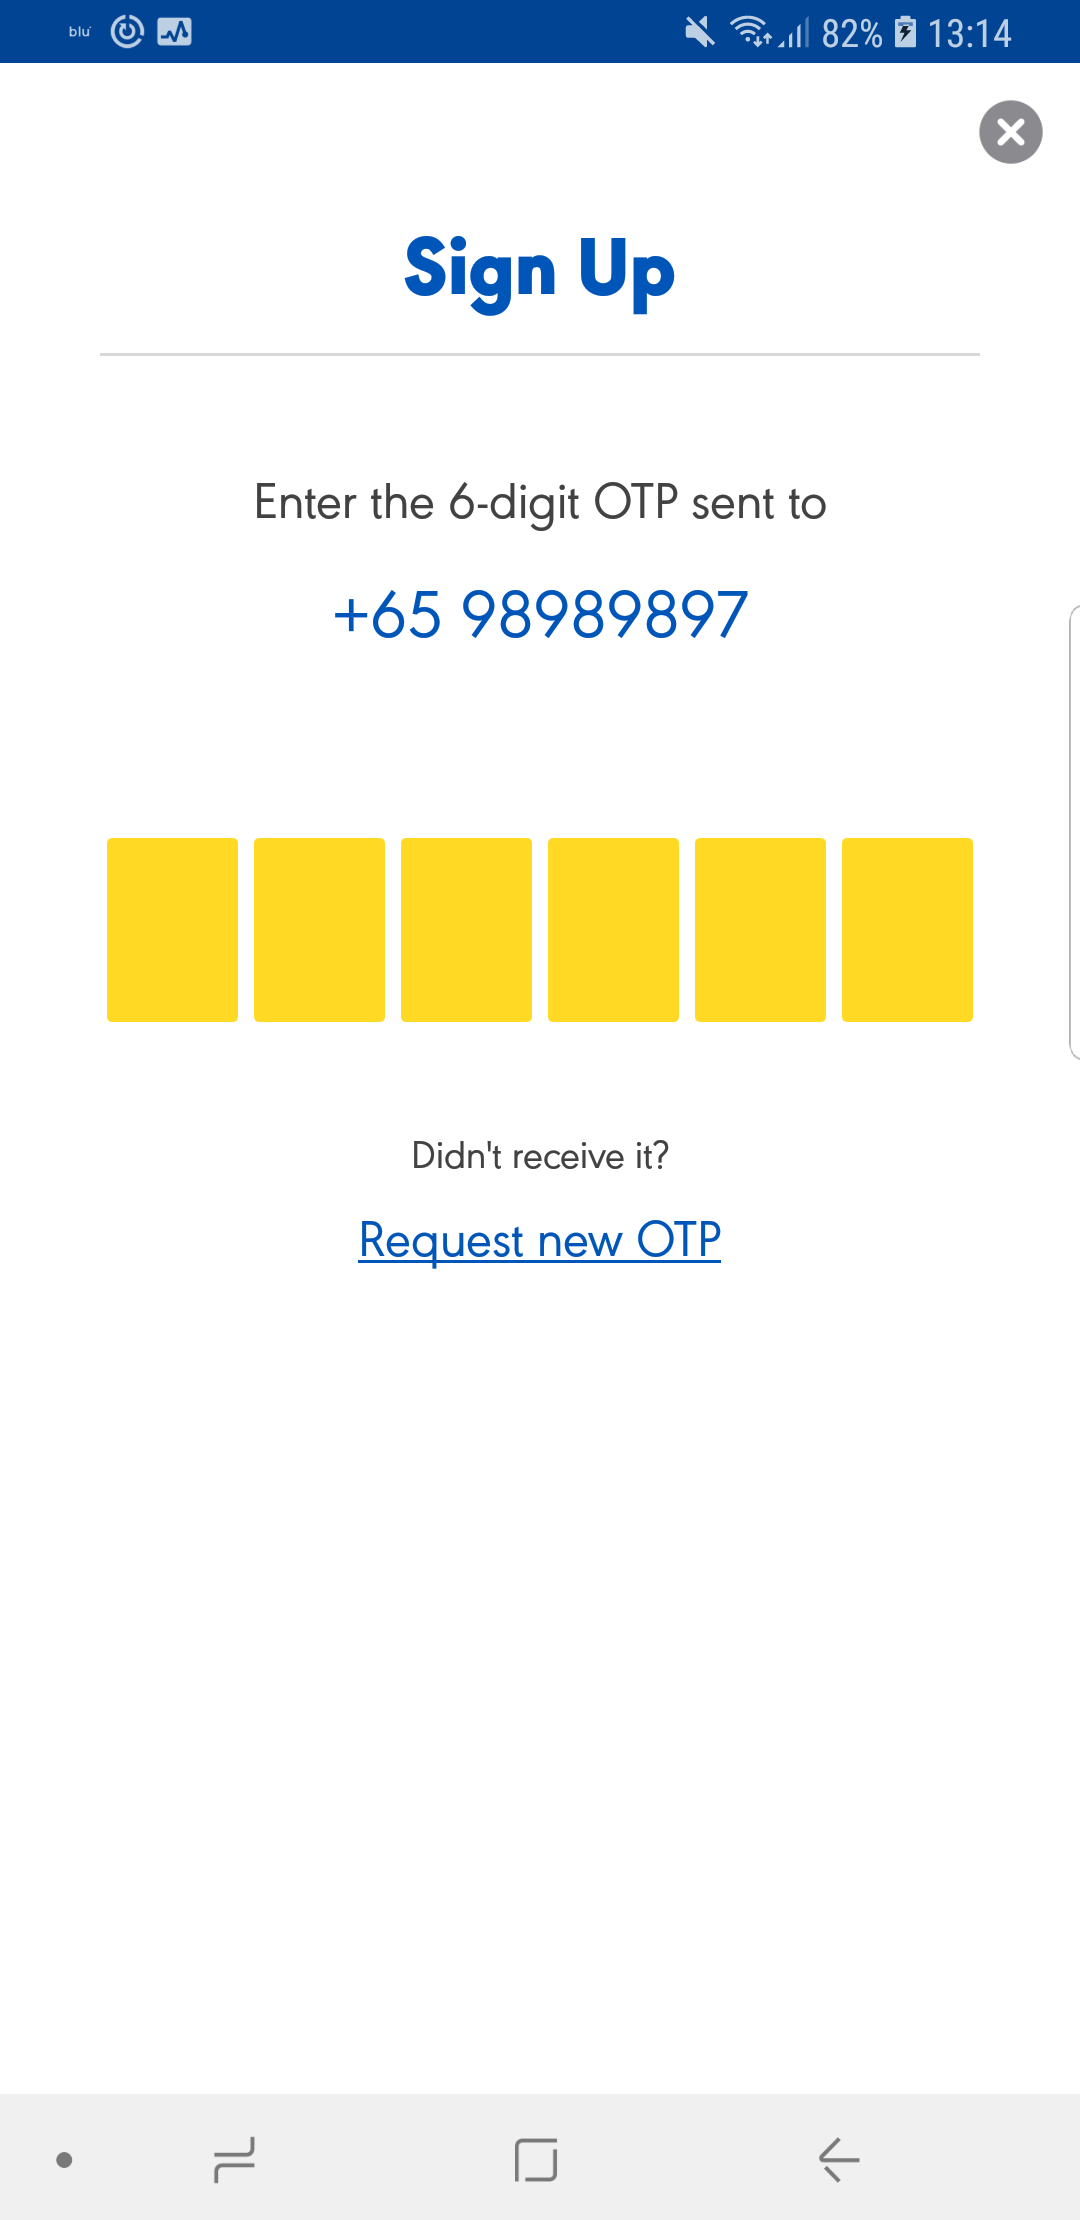 blu
82% 13:14
Sign Up
Enter the 6-digit OTP sent to
+65 98989897
Didn't receive it?
Request new OTP